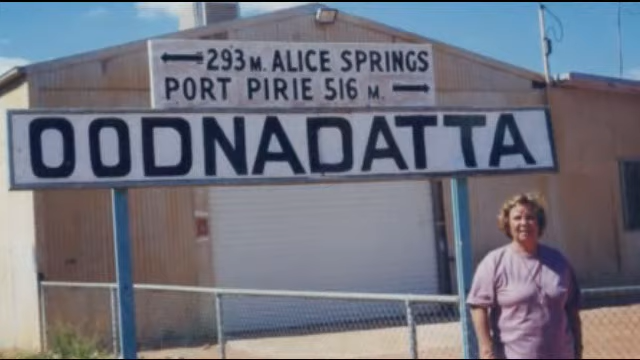 ← 293 M. ALICE SPRINGS
PORT PIRIE 516 M. →
OODNADATTA